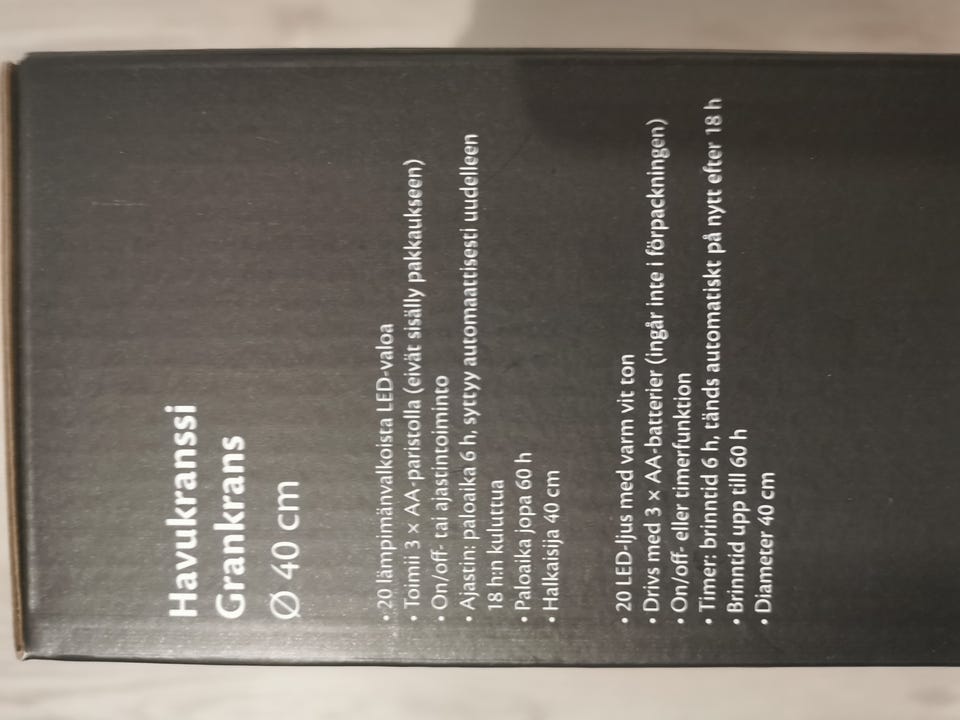 Havukranssi
Grankrans
Ø 40 cm
• 20 lämpimänvalkoista LED-valoa
• Toimii 3 × AA-paristolla (eivät sisälly pakkaukseen)
• On/off- tai ajastintoiminto
• Ajastin: paloaika 6 h, syttyy automaattisesti uudelleen
18 h:n kuluttua
• Paloaika jopa 60 h
• Halkaisija 40 cm
• 20 LED-ljus med varm vit ton
• Drivs med 3 × AA-batterier (ingår inte i förpackningen)
• On/off- eller timerfunktion
• Timer: brinntid 6 h, tänds automatiskt på nytt efter 18 h
• Brinntid upp till 60 h
• Diameter 40 cm